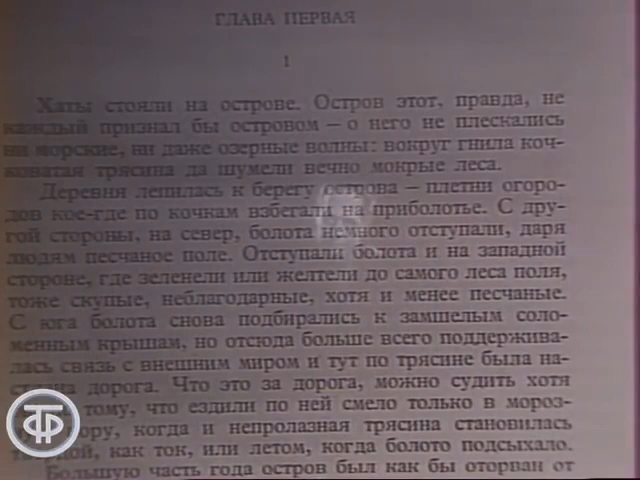 ГЛАВА ПЕРВАЯ
1
Хаты стояли на острове. Остров этот, правда, не
каждый признал бы островом – о него не плескались
ни морские, ни даже озерные волны: вокруг гнила коч-
коватая трясина да шумели вечно мокрые леса.
Деревня лепилась к берегу острова – плетни огоро-
дов кое-где по кочкам взбегали на приболотье. С дру-
гой стороны, на север, болота немного отступали, даря
людям песчаное поле. Отступали болота и на западной
стороне, где зеленели или желтели до самого леса поля,
тоже скупые, неблагодарные, хотя и менее песчаные.
С юга болота снова подбирались к замшелым соло-
менным крышам, но отсюда больше всего поддержива-
лась связь с внешним миром и тут по трясине была на-
дорога. Что это за дорога, можно судить хотя
тому, что ездили по ней смело только в мороз-
пору, когда и непролазная трясина становилась
как ток, или летом, когда болото подсыхало.
Большую часть года остров был как бы оторван от